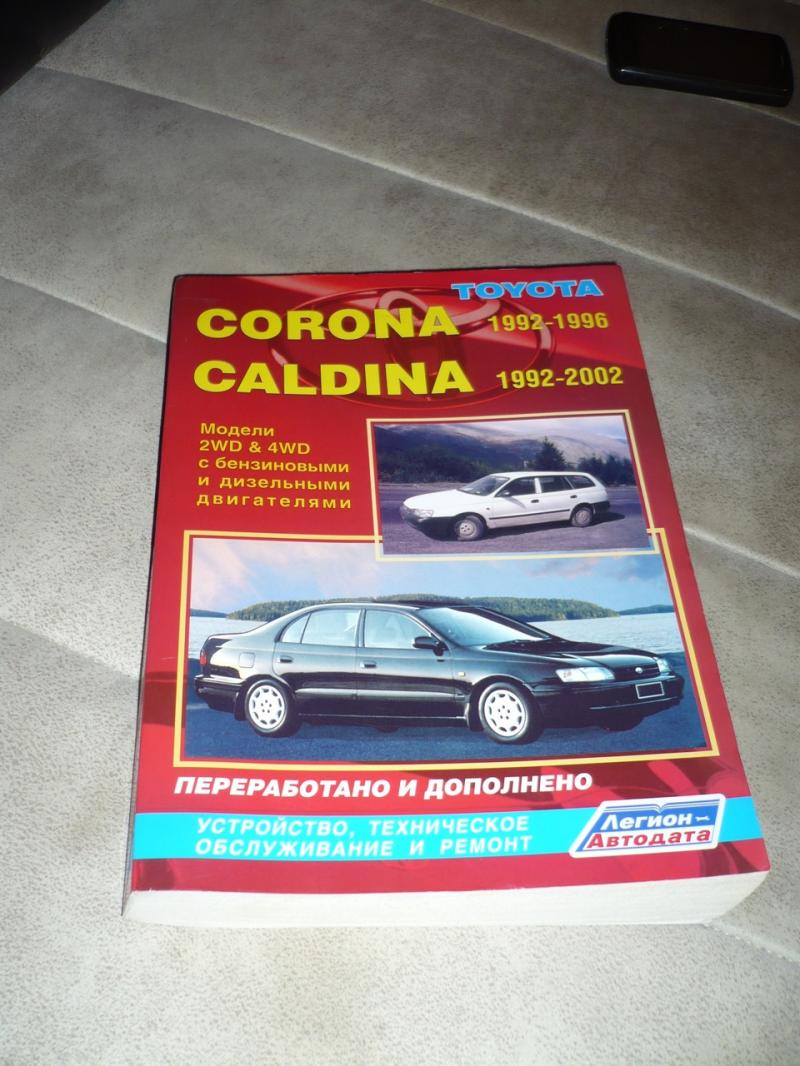 TOYOTA
CORONA 1992-1996
CALDINA 1992-2002
Модели
2WD & 4WD
с бензиновыми
и дизельными
двигателями
ПЕРЕРАБОТАНО И ДОПОЛНЕНО
УСТРОЙСТВО, ТЕХНИЧЕСКОЕ
ОБСЛУЖИВАНИЕ И РЕМОНТ
Легион
Автодата